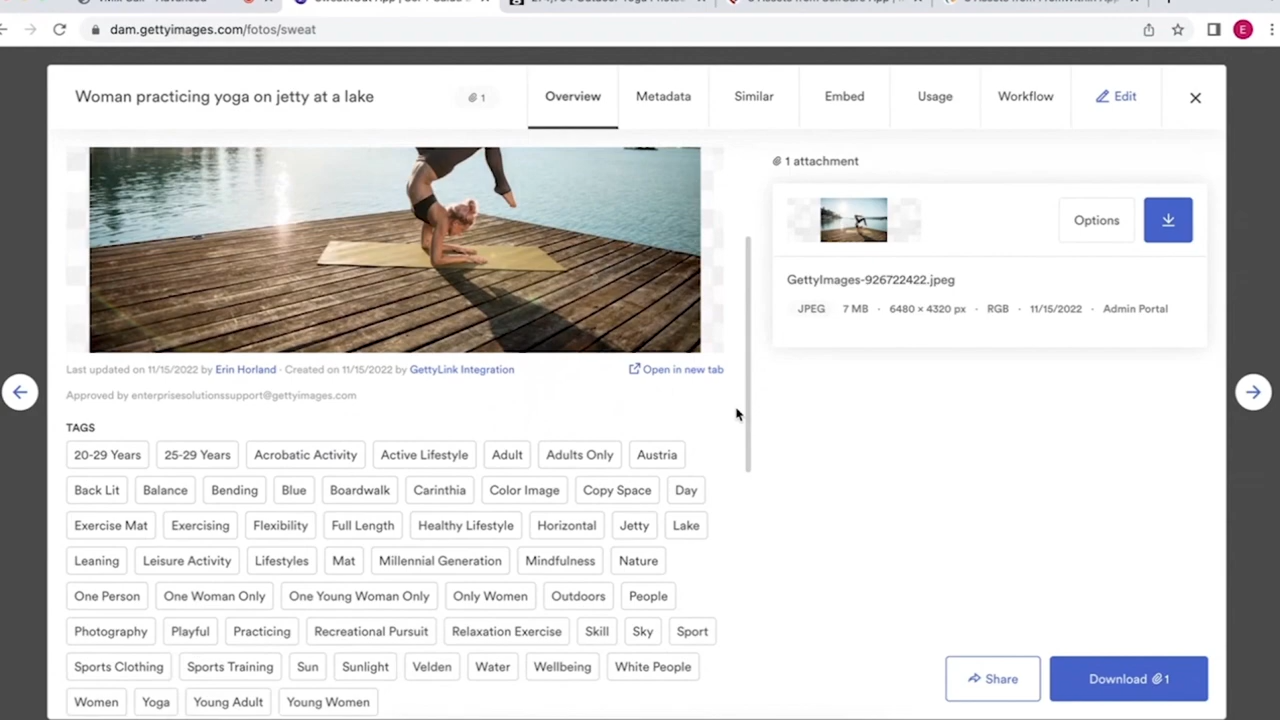 dam.gettyimages.com/fotos/sweat
E
Woman practicing yoga on jetty at a lake
1
Overview
Metadata
Similar
Embed
Usage
Workflow
Edit
1 attachment
Options
GettyImages-926722422.jpeg
JPEG 7 MB · 6480 × 4320 px · RGB · 11/15/2022 · Admin Portal
Last updated on 11/15/2022 by Erin Horland · Created on 11/15/2022 by GettyLink Integration
Open in new tab
Approved by enterprisesolutionssupport@gettyimages.com
TAGS
20-29 Years 25-29 Years Acrobatic Activity Active Lifestyle Adult Adults Only Austria
Back Lit Balance Bending Blue Boardwalk Carinthia Color Image Copy Space Day
Exercise Mat Exercising Flexibility Full Length Healthy Lifestyle Horizontal Jetty Lake
Leaning Leisure Activity Lifestyles Mat Millennial Generation Mindfulness Nature
One Person One Woman Only One Young Woman Only Only Women Outdoors People
Photography Playful Practicing Recreational Pursuit Relaxation Exercise Skill Sky Sport
Sports Clothing Sports Training Sun Sunlight Velden Water Wellbeing White People
Women Yoga Young Adult Young Women
Share
Download 1